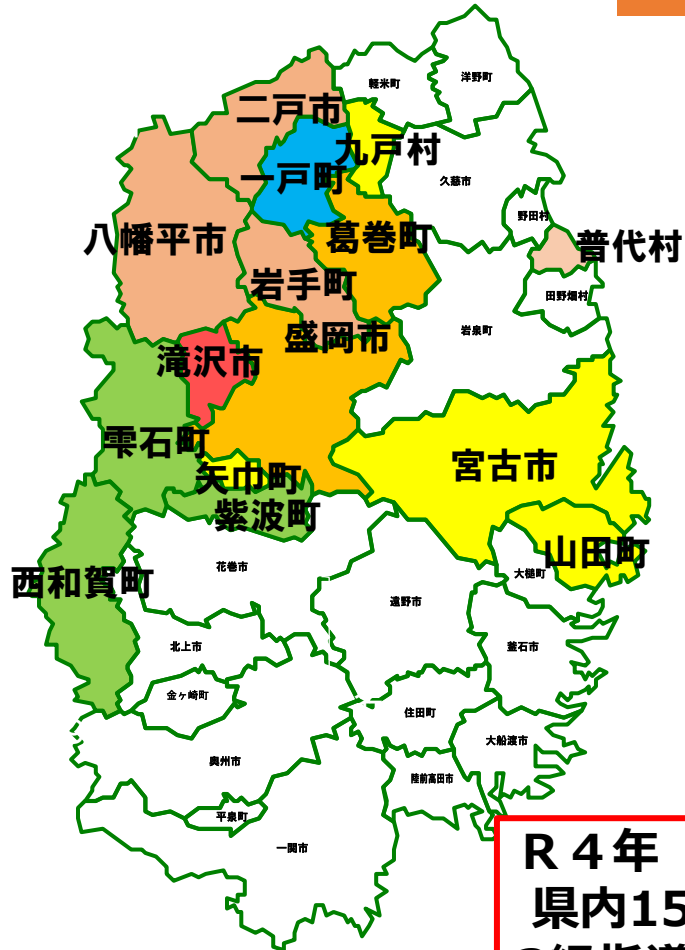 洋野町
軽米町
二戸市
九戸村
一戸町
久慈市
野田村
八幡平市
葛巻町
普代村
岩手町
田野畑村
盛岡市
岩泉町
滝沢市
雫石町
宮古市
矢巾町
紫波町
山田町
西和賀町
花巻市
大槌町
遠野市
北上市
釜石市
金ヶ崎町
住田町
奥州市
大船渡市
陸前高田市
平泉町
一関市
R４年
県内15